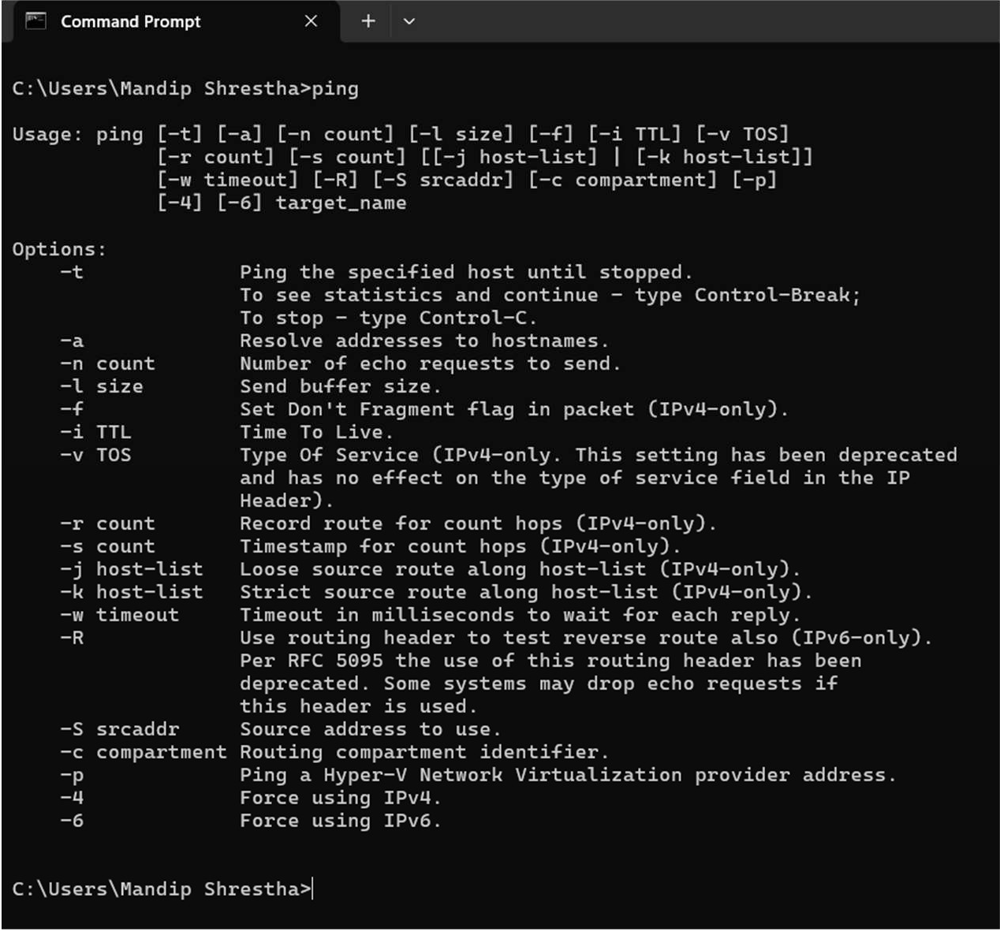 Command Prompt
C:\Users\Mandip Shrestha>ping
Usage: ping [-t] [-a] [-n count] [-l size] [-f] [-i TTL] [-v TOS]
            [-r count] [-s count] [[-j host-list] | [-k host-list]]
            [-w timeout] [-R] [-S srcaddr] [-c compartment] [-p]
            [-4] [-6] target_name
Options:
    -t             Ping the specified host until stopped.
                   To see statistics and continue - type Control-Break;
                   To stop - type Control-C.
    -a             Resolve addresses to hostnames.
    -n count       Number of echo requests to send.
    -l size        Send buffer size.
    -f             Set Don't Fragment flag in packet (IPv4-only).
    -i TTL         Time To Live.
    -v TOS         Type Of Service (IPv4-only. This setting has been deprecated
                   and has no effect on the type of service field in the IP
                   Header).
    -r count       Record route for count hops (IPv4-only).
    -s count       Timestamp for count hops (IPv4-only).
    -j host-list   Loose source route along host-list (IPv4-only).
    -k host-list   Strict source route along host-list (IPv4-only).
    -w timeout     Timeout in milliseconds to wait for each reply.
    -R             Use routing header to test reverse route also (IPv6-only).
                   Per RFC 5095 the use of this routing header has been
                   deprecated. Some systems may drop echo requests if
                   this header is used.
    -S srcaddr     Source address to use.
    -c compartment Routing compartment identifier.
    -p             Ping a Hyper-V Network Virtualization provider address.
    -4             Force using IPv4.
    -6             Force using IPv6.
C:\Users\Mandip Shrestha>